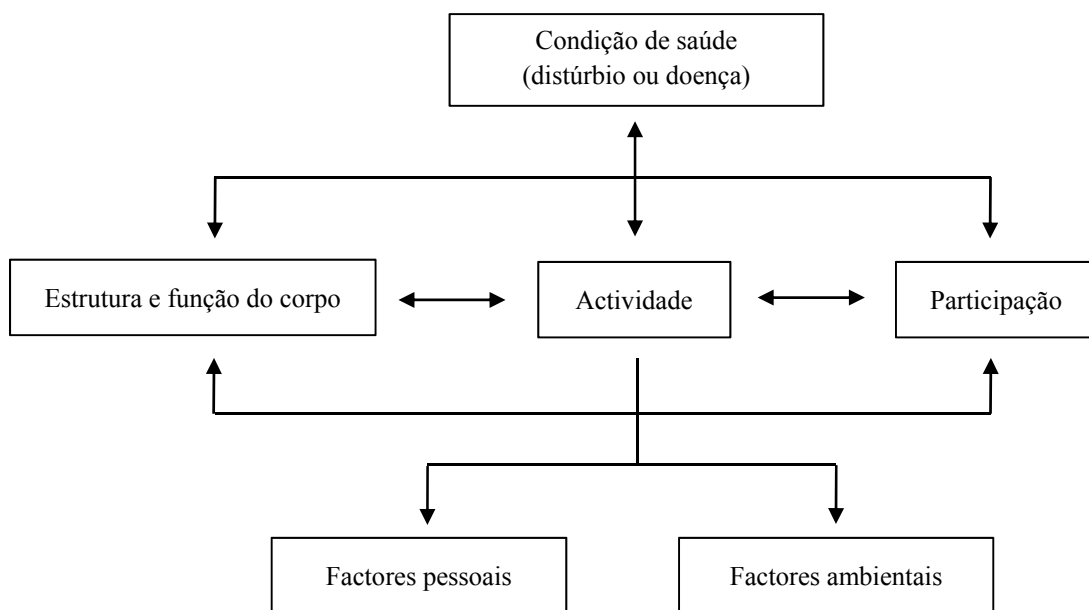 Condição de saúde
(distúrbio ou doença)
Estrutura e função do corpo
Actividade
Participação
Factores pessoais
Factores ambientais